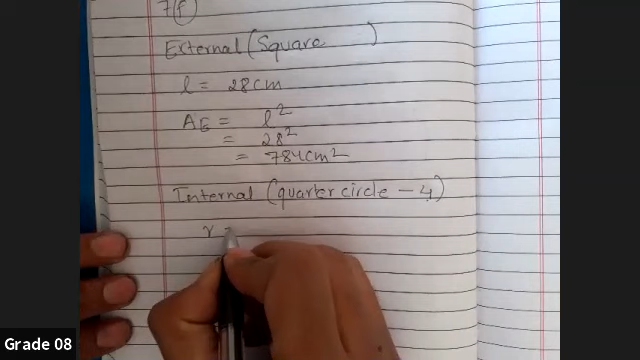 7(f)
External (Square )
l = 28cm
AE = l²
= 28²
= 784cm²
Internal (quarter circle - 4)
r =
Grade 08